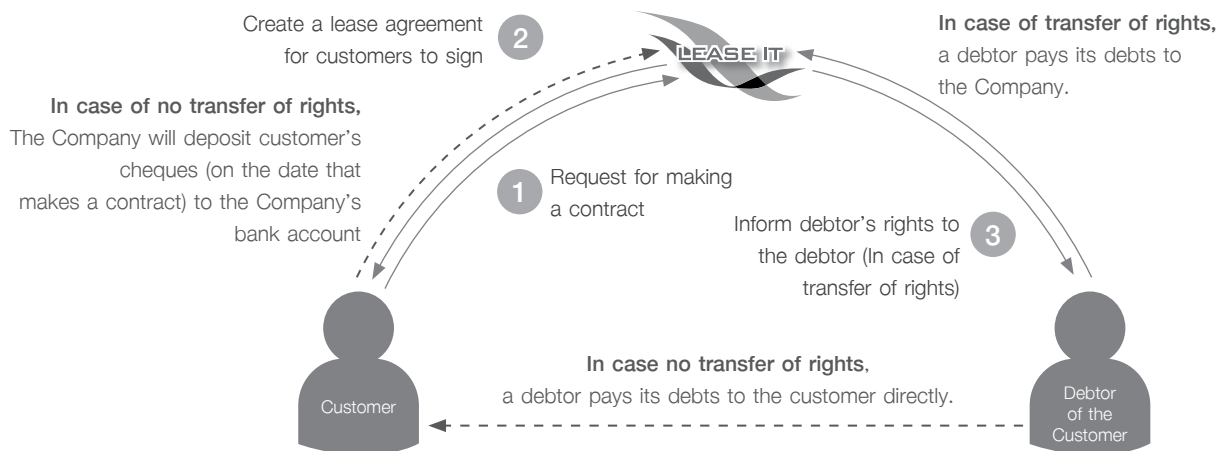 Create a lease agreement
for customers to sign
2
LEASE IT
In case of transfer of rights,
a debtor pays its debts to
the Company.
In case of no transfer of rights,
The Company will deposit customer's
cheques (on the date that
makes a contract) to the Company's
bank account
1
Request for making
a contract
Inform debtor's rights to
the debtor (In case of
transfer of rights)
3
In case no transfer of rights,
a debtor pays its debts to the customer directly.
Customer
Debtor
of the
Customer